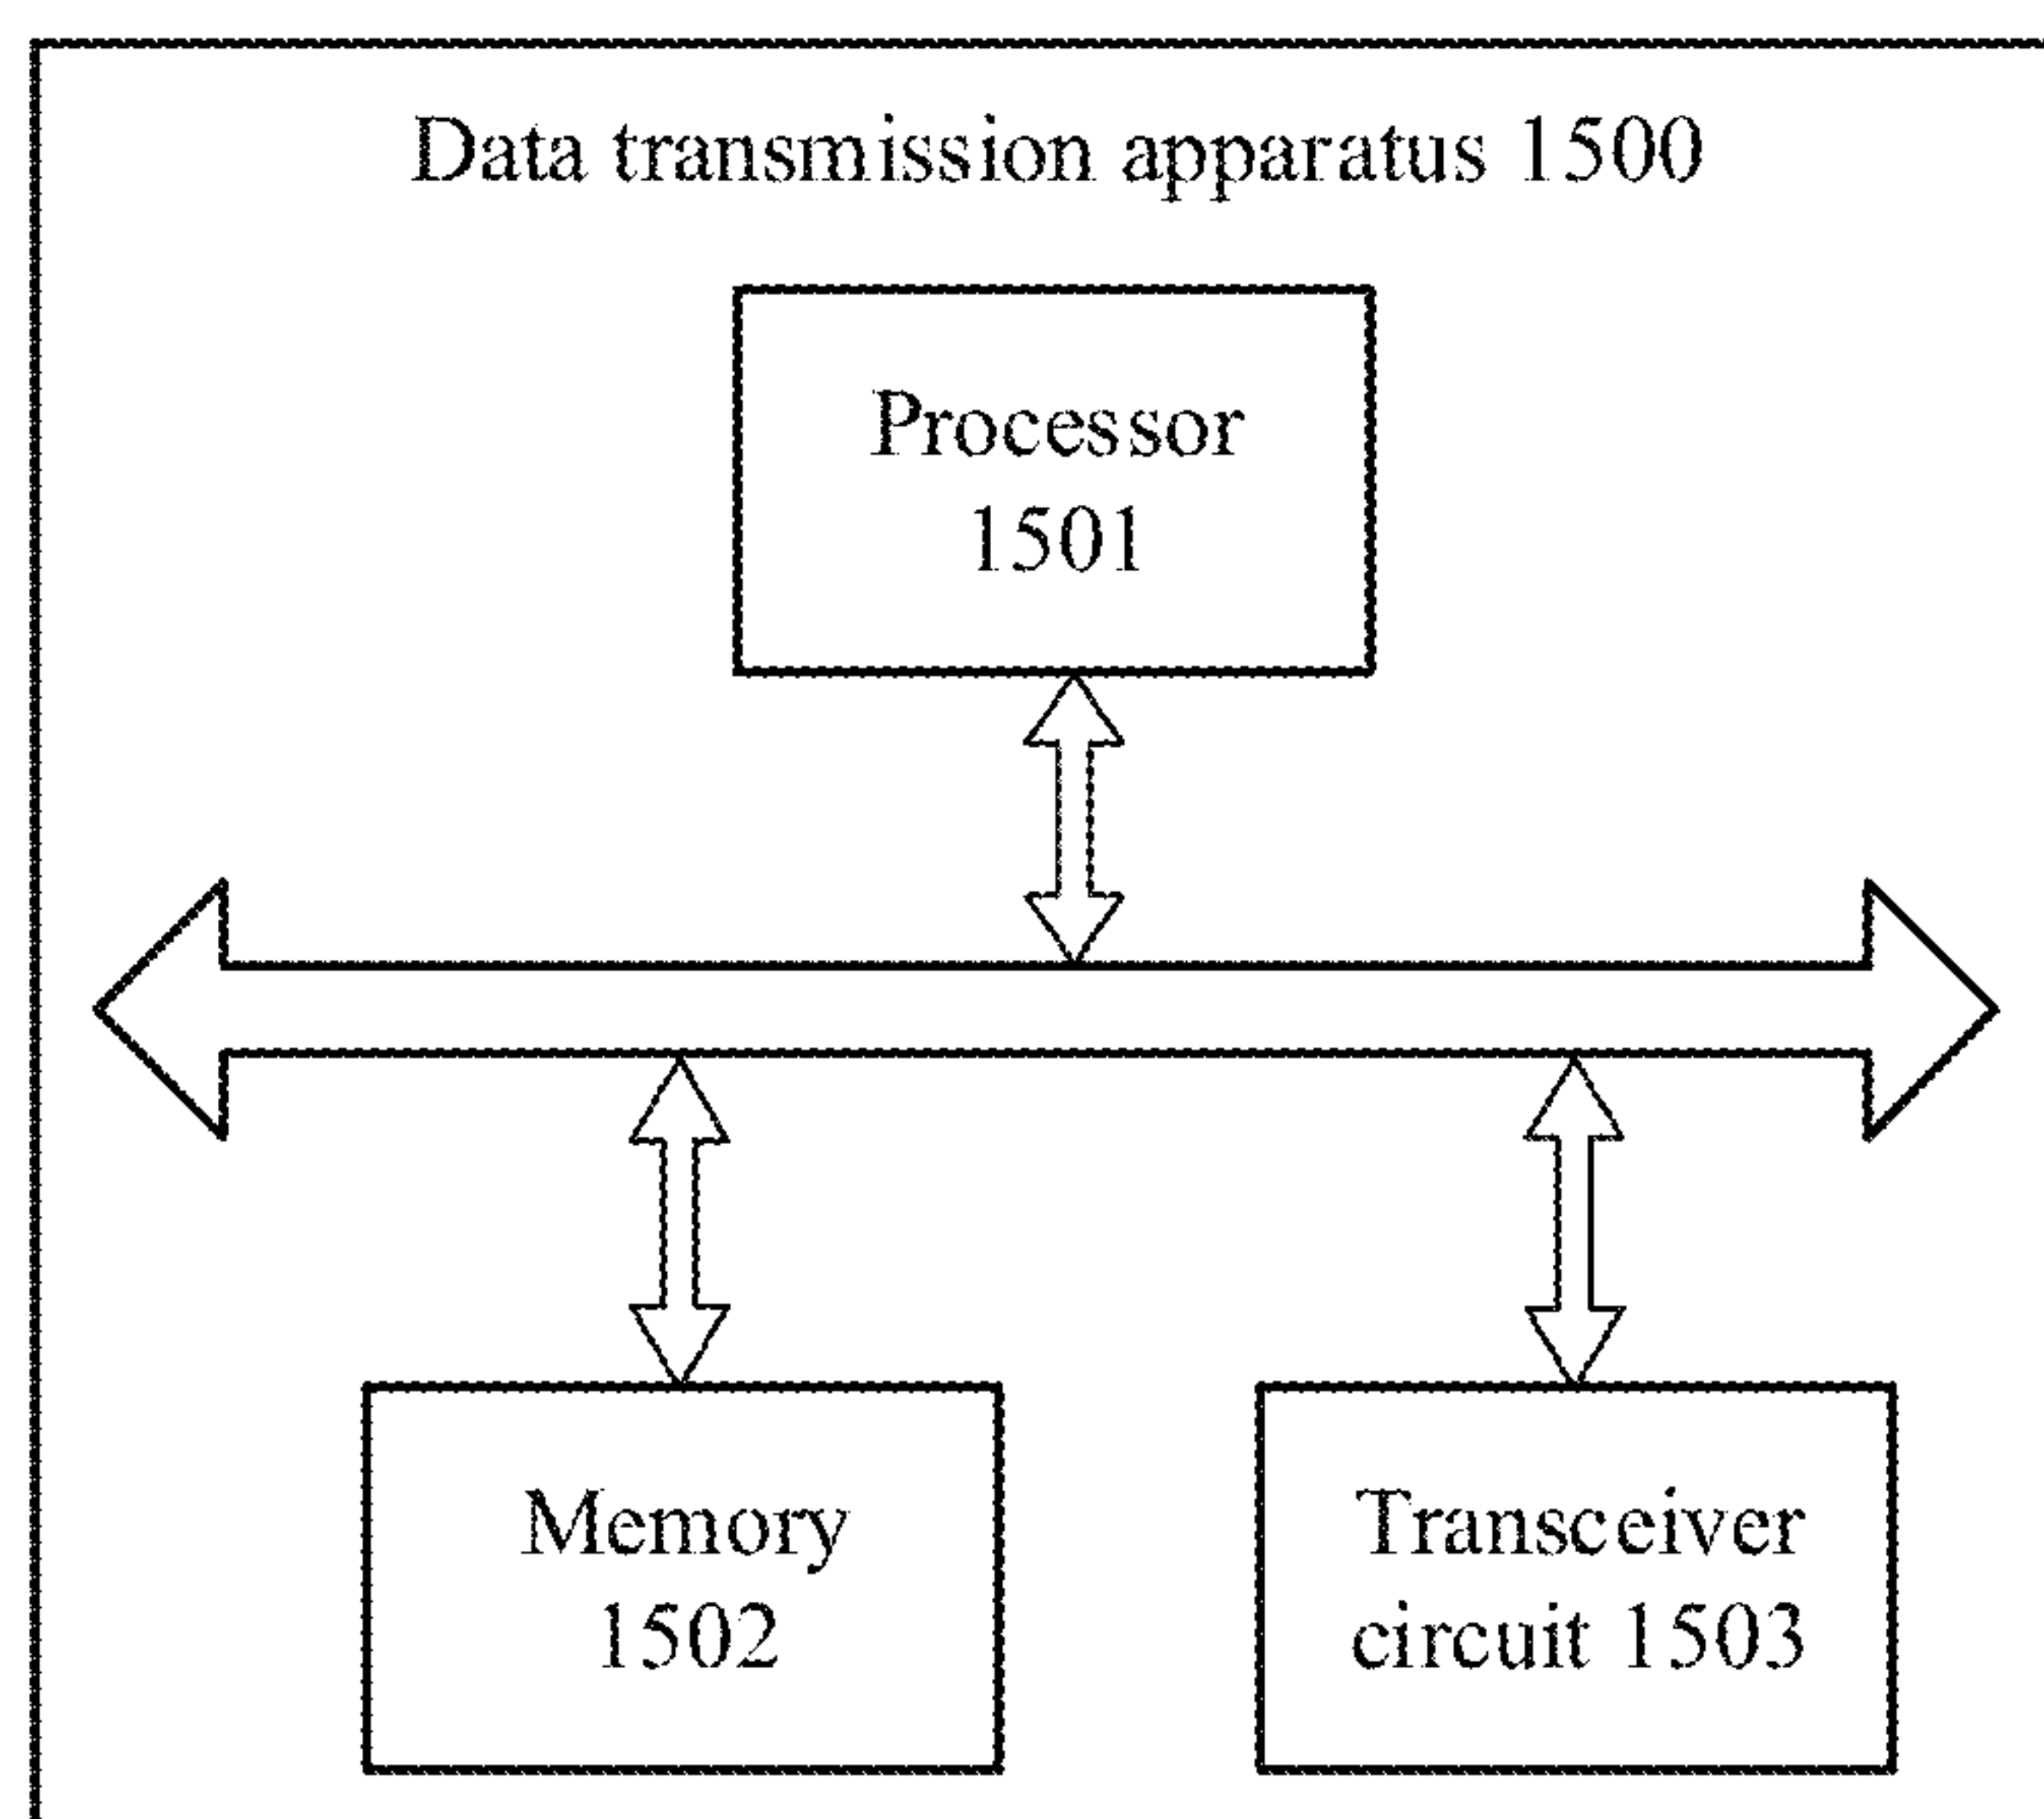 Data transmission apparatus 1500
Processor
1501
Memory
1502
Transceiver
circuit 1503